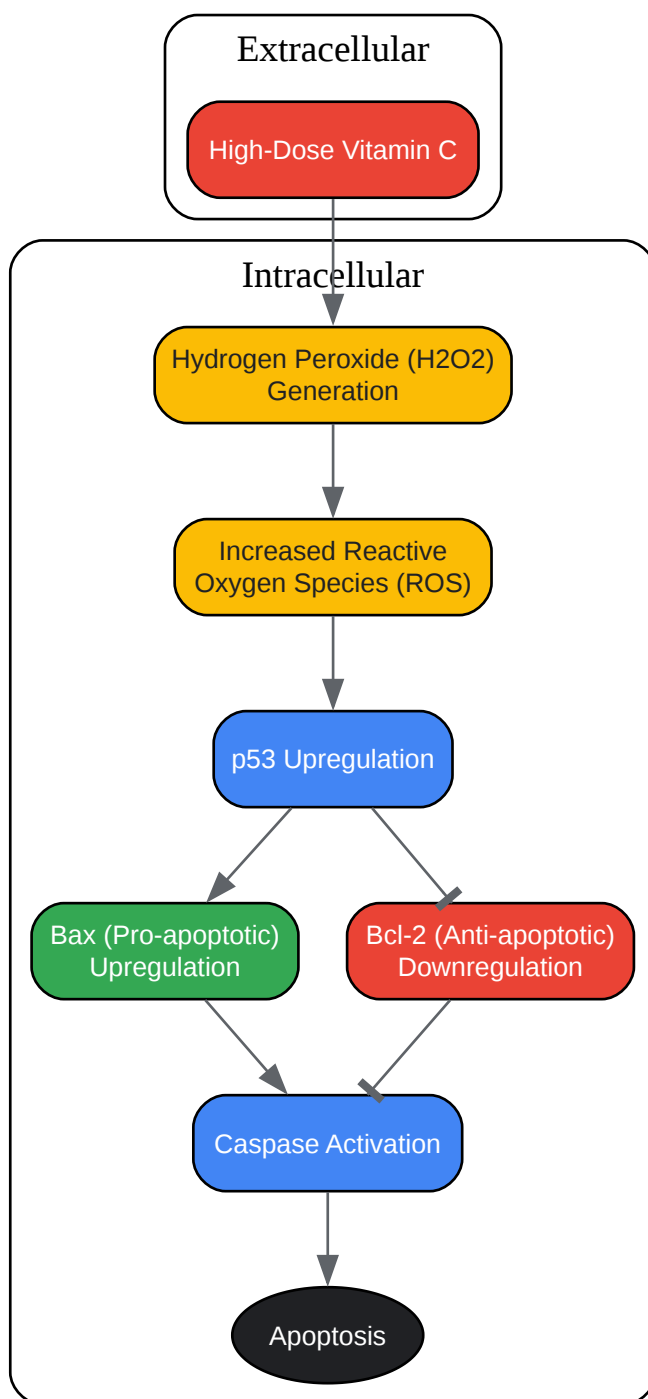 Extracellular
High-Dose Vitamin C
Intracellular
Hydrogen Peroxide (H2O2)
Generation
Increased Reactive
Oxygen Species (ROS)
p53 Upregulation
Bax (Pro-apoptotic)
Upregulation
Bcl-2 (Anti-apoptotic)
Downregulation
Caspase Activation
Apoptosis